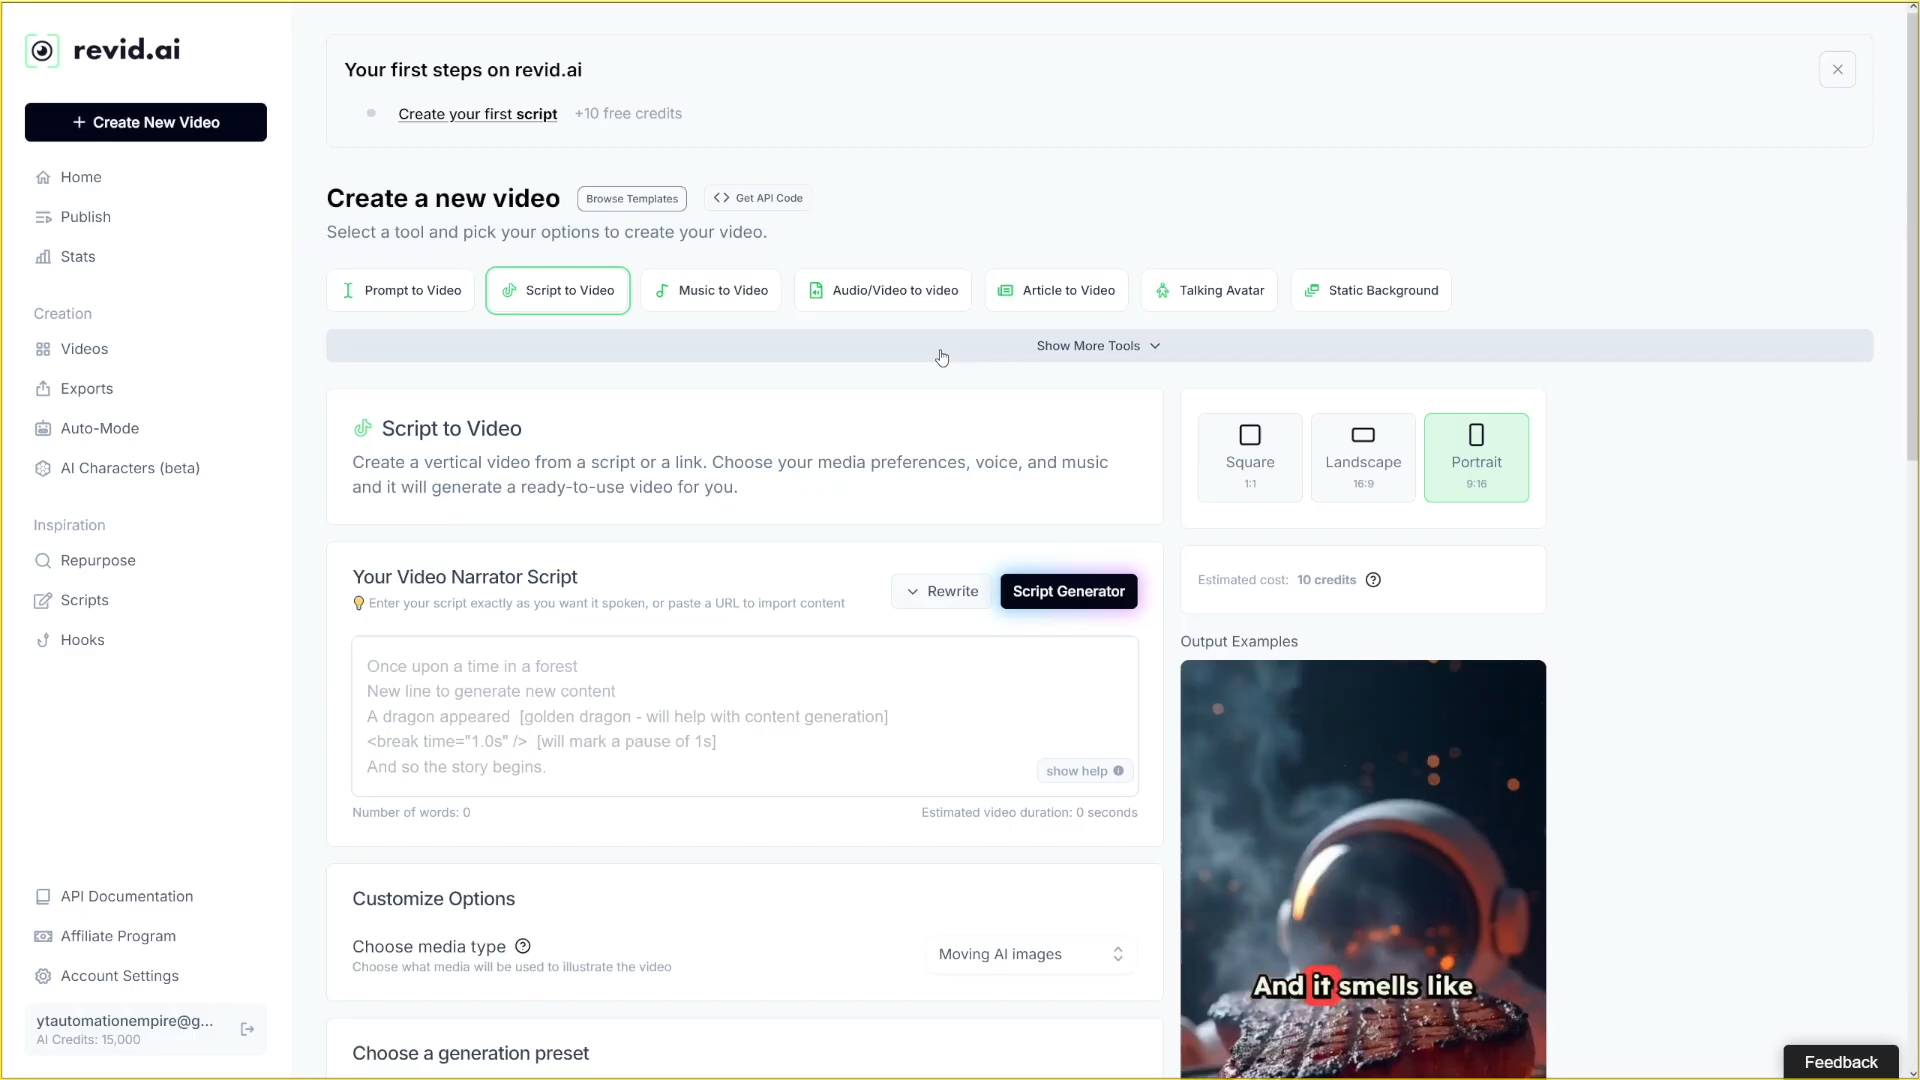 revid.ai
+ Create New Video
Home
Publish
Stats
Creation
Videos
Exports
Auto-Mode
AI Characters (beta)
Inspiration
Repurpose
Scripts
Hooks
API Documentation
Affiliate Program
Account Settings
ytautomationempire@g...
AI Credits: 15,000
Your first steps on revid.ai
Create your first script +10 free credits
Create a new video Browse Templates <> Get API Code
Select a tool and pick your options to create your video.
Prompt to Video Script to Video Music to Video Audio/Video to video Article to Video Talking Avatar Static Background
Show More Tools
Script to Video
Create a vertical video from a script or a link. Choose your media preferences, voice, and music
and it will generate a ready-to-use video for you.
Your Video Narrator Script
Enter your script exactly as you want it spoken, or paste a URL to import content
Rewrite Script Generator
Once upon a time in a forest
New line to generate new content
A dragon appeared [golden dragon - will help with content generation]
<break time="1.0s" /> [will mark a pause of 1s]
And so the story begins.
show help
Number of words: 0 Estimated video duration: 0 seconds
Customize Options
Choose media type
Choose what media will be used to illustrate the video
Moving AI images
Choose a generation preset
Square Landscape Portrait
1:1 16:9 9:16
Estimated cost: 10 credits
Output Examples
And it smells like
Feedback